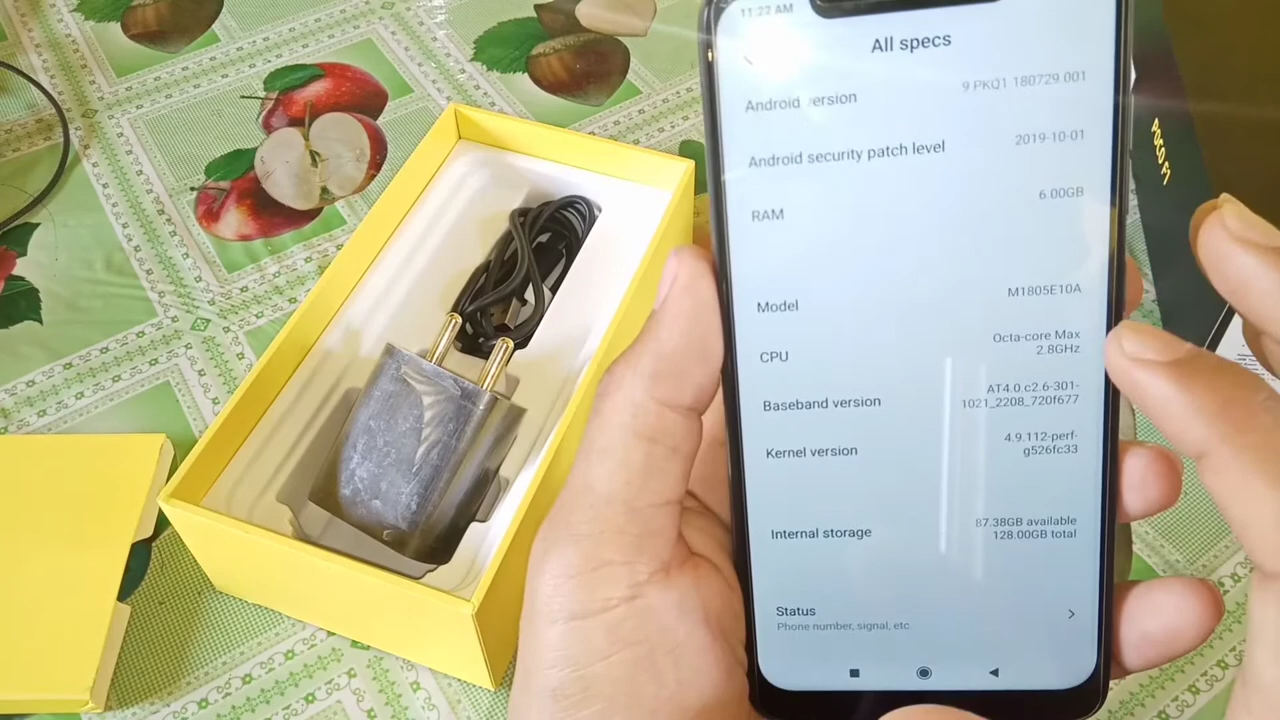 11:22 AM
All specs
Android version
9 PKQ1 180729.001
Android security patch level
2019-10-01
RAM
6.00GB
Model
M1805E10A
CPU
Octa-core Max
2.8GHz
Baseband version
AT4.0.c2.6-301-
1021_2208_720f677
Kernel version
4.9.112-perf-
g526fc33
Internal storage
87.38GB available
128.00GB total
Status
Phone number, signal, etc.
POCO F1